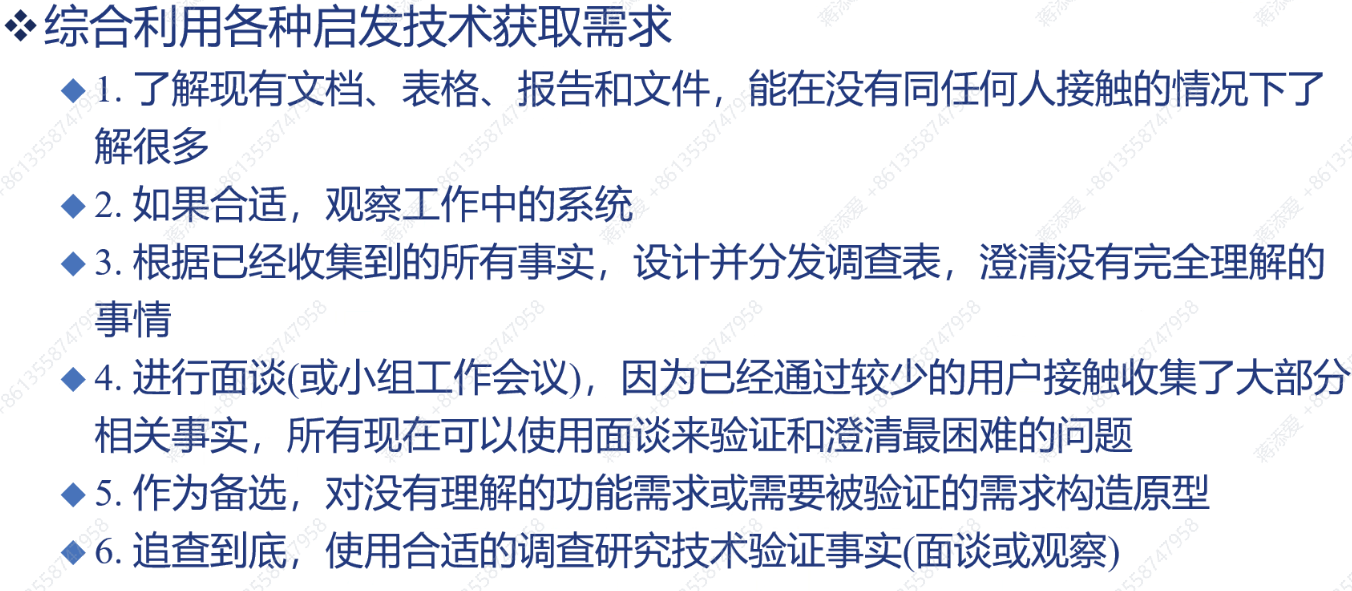 ❖综合利用各种启发技术获取需求
◆1. 了解现有文档、表格、报告和文件，能在没有同任何人接触的情况下了
解很多
◆2. 如果合适，观察工作中的系统
◆3. 根据已经收集到的所有事实，设计并分发调查表，澄清没有完全理解的
事情
◆4. 进行面谈(或小组工作会议)，因为已经通过较少的用户接触收集了大部分
相关事实，所有现在可以使用面谈来验证和澄清最困难的问题
◆5. 作为备选，对没有理解的功能需求或需要被验证的需求构造原型
◆6. 追查到底，使用合适的调查研究技术验证事实(面谈或观察)
蒋添爱 +8613558747958